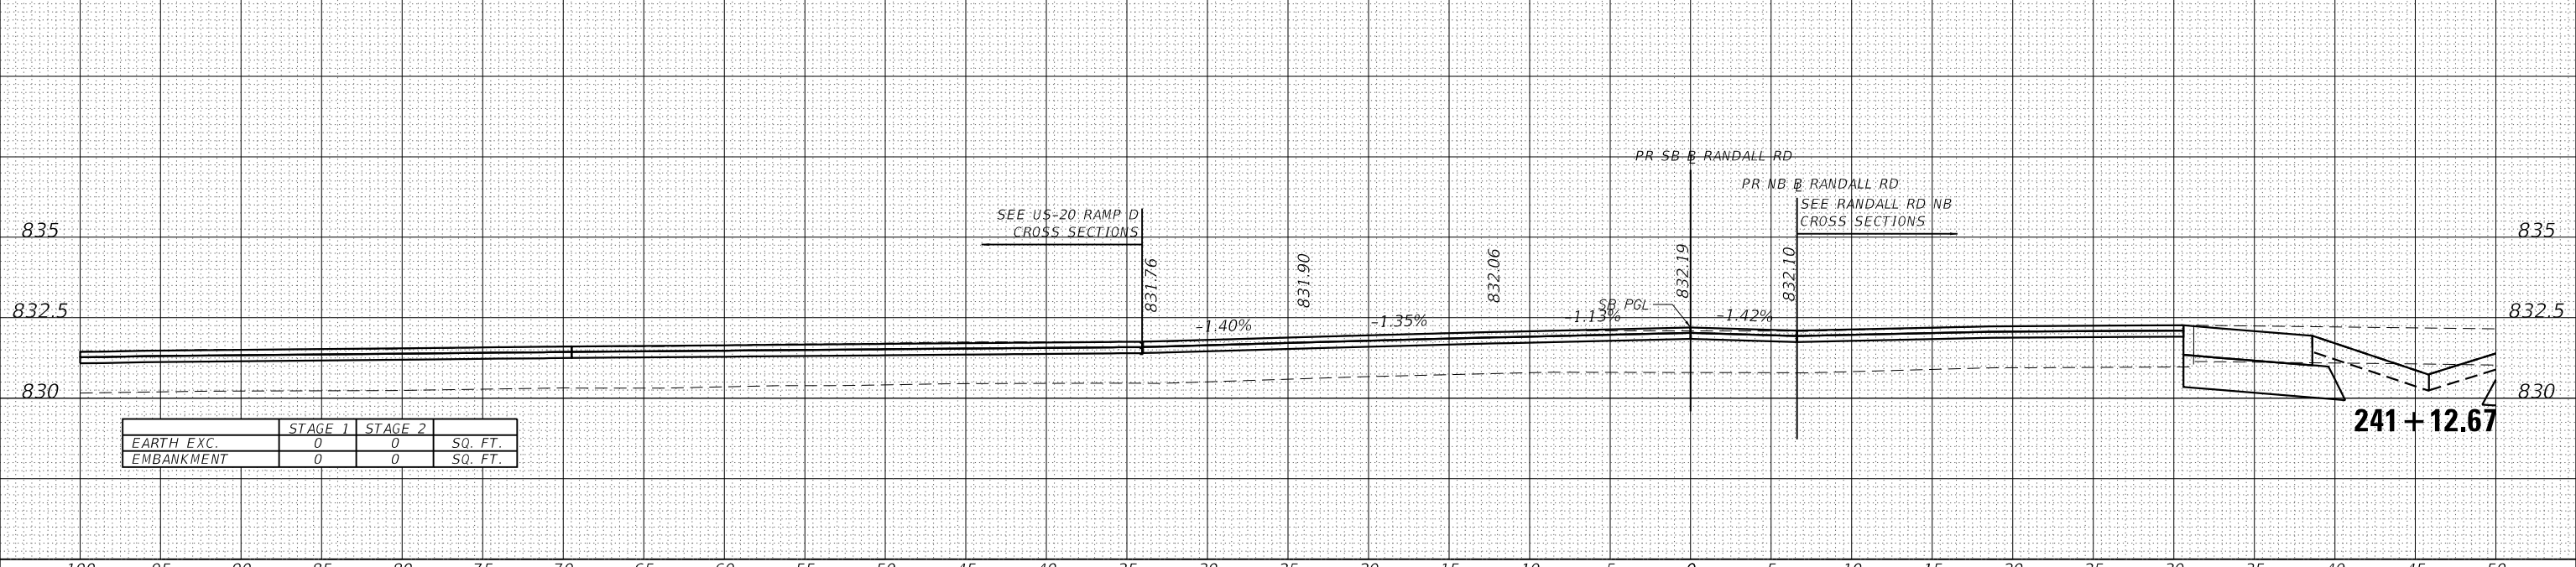 PR SB ℄ RANDALL RD
PR NB ℄ RANDALL RD
SEE US-20 RAMP D
CROSS SECTIONS
SEE RANDALL RD NB
CROSS SECTIONS
835
835
831.76
831.90
832.06
832.19
832.10
832.5
SB PGL
832.5
-1.40%
-1.35%
-1.13%
-1.42%
830
830
241+12.67
STAGE 1 STAGE 2
EARTH EXC. 0 0 SQ. FT.
EMBANKMENT 0 0 SQ. FT.